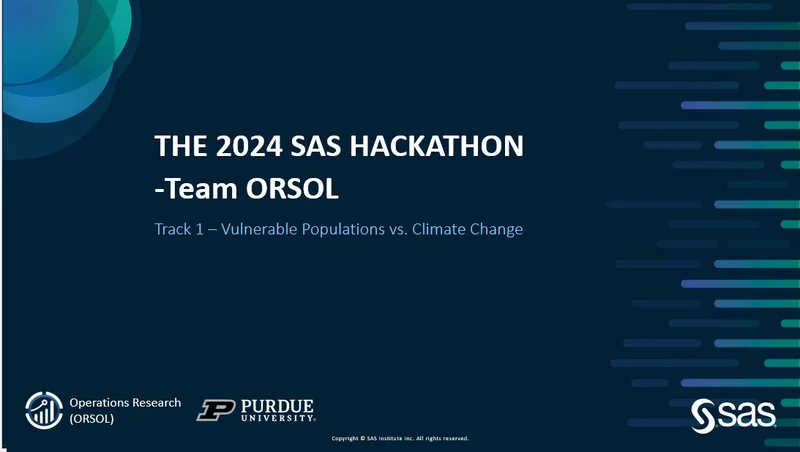 THE 2024 SAS HACKATHON
-Team ORSOL
Track 1 – Vulnerable Populations vs. Climate Change
Operations Research
(ORSOL)
PURDUE
UNIVERSITY®
sas
Copyright © SAS Institute Inc. All rights reserved.